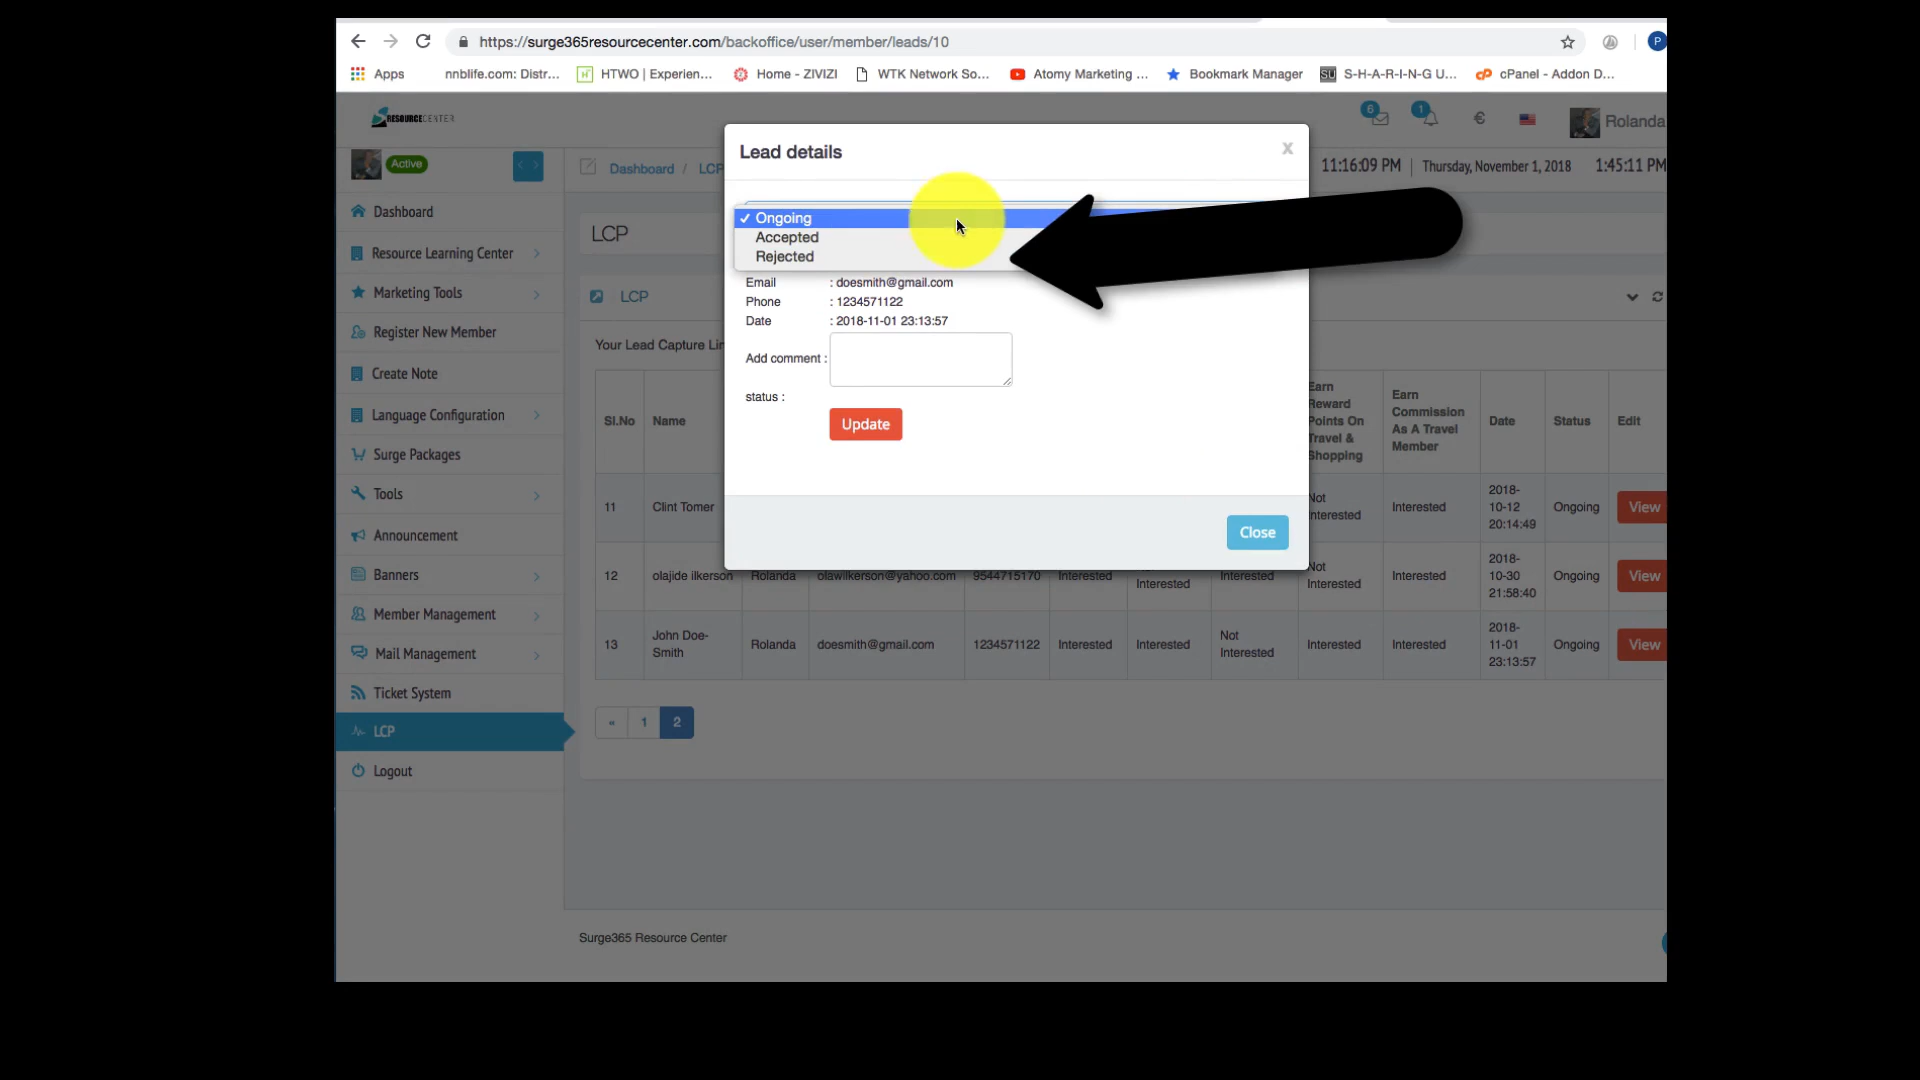 https://surge365resourcecenter.com/backoffice/user/member/leads/10
P
Apps
nnblife.com: Distr...
HTWO | Experien...
Home - ZIVIZI
WTK Network So...
Atomy Marketing ...
Bookmark Manager
SU
S-H-A-R-I-N-G U...
cPanel - Addon D...
RESOURCECENTER
6
1
€
Rolanda
Active
Dashboard / LCP
11:16:09 PM | Thursday, November 1, 2018
1:45:11 PM
Dashboard
Resource Learning Center
Marketing Tools
Register New Member
Create Note
Language Configuration
Surge Packages
Tools
Announcement
Banners
Member Management
Mail Management
Ticket System
LCP
Logout
LCP
LCP
Your Lead Capture Lin
Lead details
x
✓ Ongoing
Accepted
Rejected
Email : doesmith@gmail.com
Phone : 1234571122
Date : 2018-11-01 23:13:57
Add comment :
status :
Update
Close
Sl.No
Name
Earn
Reward
Points On
Travel &
Shopping
Earn
Commission
As A Travel
Member
Date
Status
Edit
11
Clint Tomer
Not
Interested
Interested
2018-
10-12
20:14:49
Ongoing
View
12
olajide ilkerson
Rolanda
olawilkerson@yahoo.com
9544715170
Interested
Interested
Interested
Interested
Interested
2018-
10-30
21:58:40
Ongoing
View
13
John Doe-
Smith
Rolanda
doesmith@gmail.com
1234571122
Interested
Interested
Not
Interested
Interested
Interested
2018-
11-01
23:13:57
Ongoing
View
«
1
2
Surge365 Resource Center